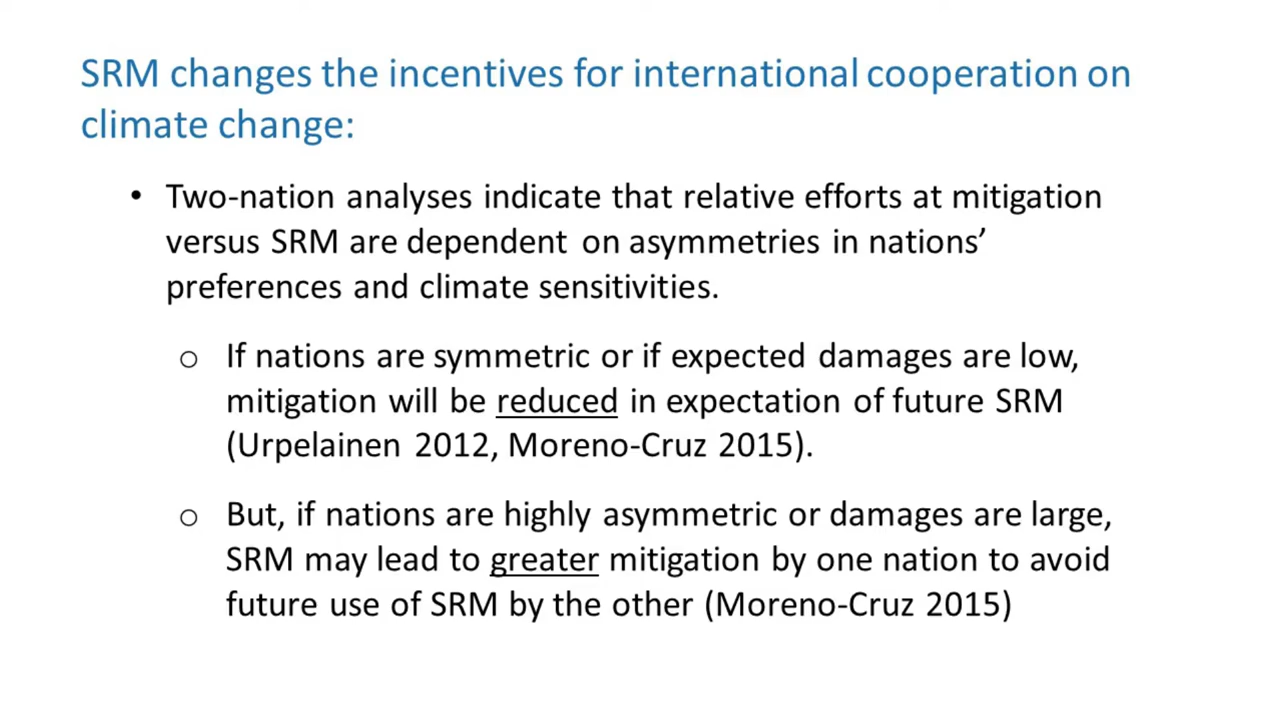 SRM changes the incentives for international cooperation on
climate change:
• Two-nation analyses indicate that relative efforts at mitigation
versus SRM are dependent on asymmetries in nations’
preferences and climate sensitivities.
o If nations are symmetric or if expected damages are low,
mitigation will be reduced in expectation of future SRM
(Urpelainen 2012, Moreno-Cruz 2015).
o But, if nations are highly asymmetric or damages are large,
SRM may lead to greater mitigation by one nation to avoid
future use of SRM by the other (Moreno-Cruz 2015)